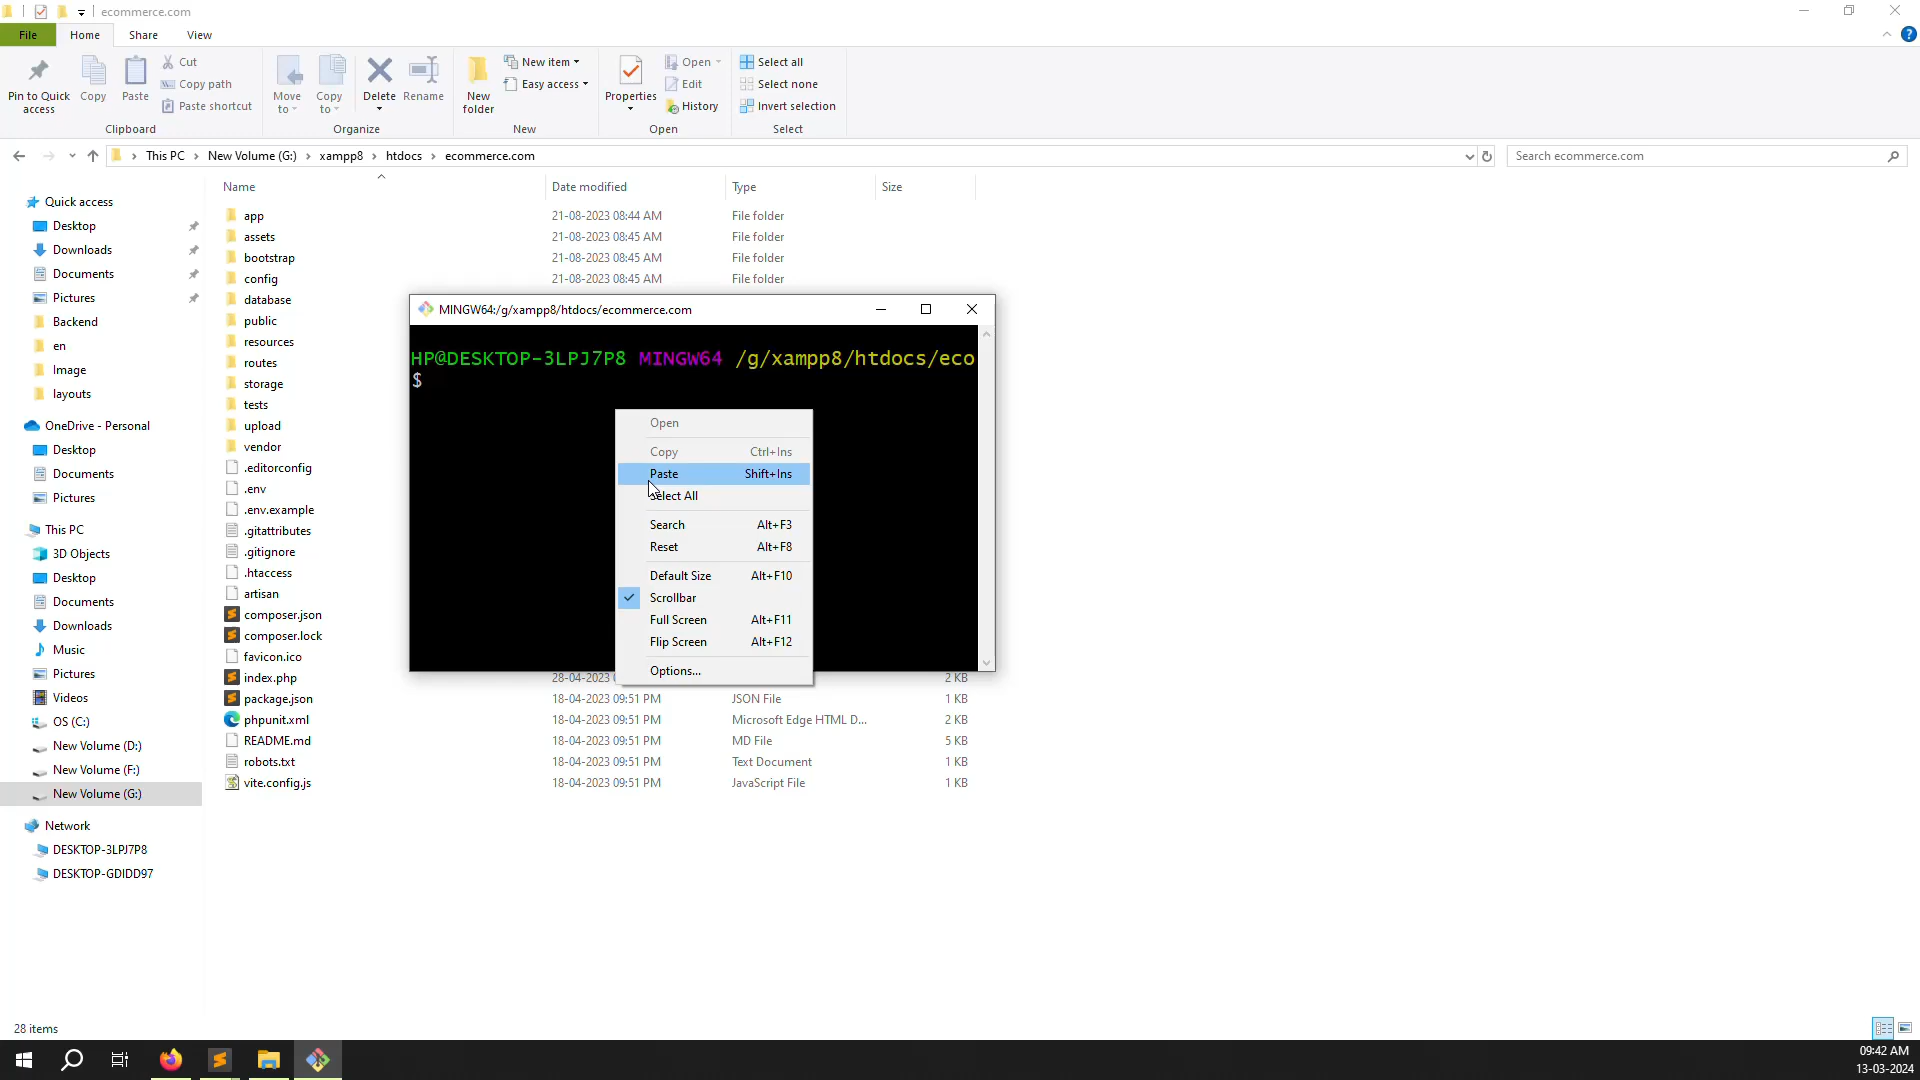 ecommerce.com
File
Home
Share
View
Pin to Quick access
Copy
Paste
Cut
Copy path
Paste shortcut
Clipboard
Move to
Copy to
Delete
Rename
Organize
New folder
New item
Easy access
New
Properties
Open
Edit
History
Open
Select all
Select none
Invert selection
Select
This PC
New Volume (G:)
xampp8
htdocs
ecommerce.com
Search ecommerce.com
Quick access
Desktop
Downloads
Documents
Pictures
Backend
en
Image
layouts
OneDrive - Personal
Desktop
Documents
Pictures
This PC
3D Objects
Desktop
Documents
Downloads
Music
Pictures
Videos
OS (C:)
New Volume (D:)
New Volume (F:)
New Volume (G:)
Network
DESKTOP-3LPJ7P8
DESKTOP-GDIDD97
Name Date modified Type Size
app 21-08-2023 08:44 AM File folder
assets 21-08-2023 08:45 AM File folder
bootstrap 21-08-2023 08:45 AM File folder
config 21-08-2023 08:45 AM File folder
database
public
resources
routes
storage
tests
upload
vendor
.editorconfig
.env
.env.example
.gitattributes
.gitignore
.htaccess
artisan
composer.json
composer.lock
favicon.ico
index.php 28-04-2023 2 KB
package.json 18-04-2023 09:51 PM JSON File 1 KB
phpunit.xml 18-04-2023 09:51 PM Microsoft Edge HTML D... 2 KB
README.md 18-04-2023 09:51 PM MD File 5 KB
robots.txt 18-04-2023 09:51 PM Text Document 1 KB
vite.config.js 18-04-2023 09:51 PM JavaScript File 1 KB
MINGW64:/g/xampp8/htdocs/ecommerce.com
HP@DESKTOP-3LPJ7P8 MINGW64 /g/xampp8/htdocs/eco
$
Open
Copy Ctrl+Ins
Paste Shift+Ins
Select All
Search Alt+F3
Reset Alt+F8
Default Size Alt+F10
Scrollbar
Full Screen Alt+F11
Flip Screen Alt+F12
Options...
28 items
09:42 AM
13-03-2024